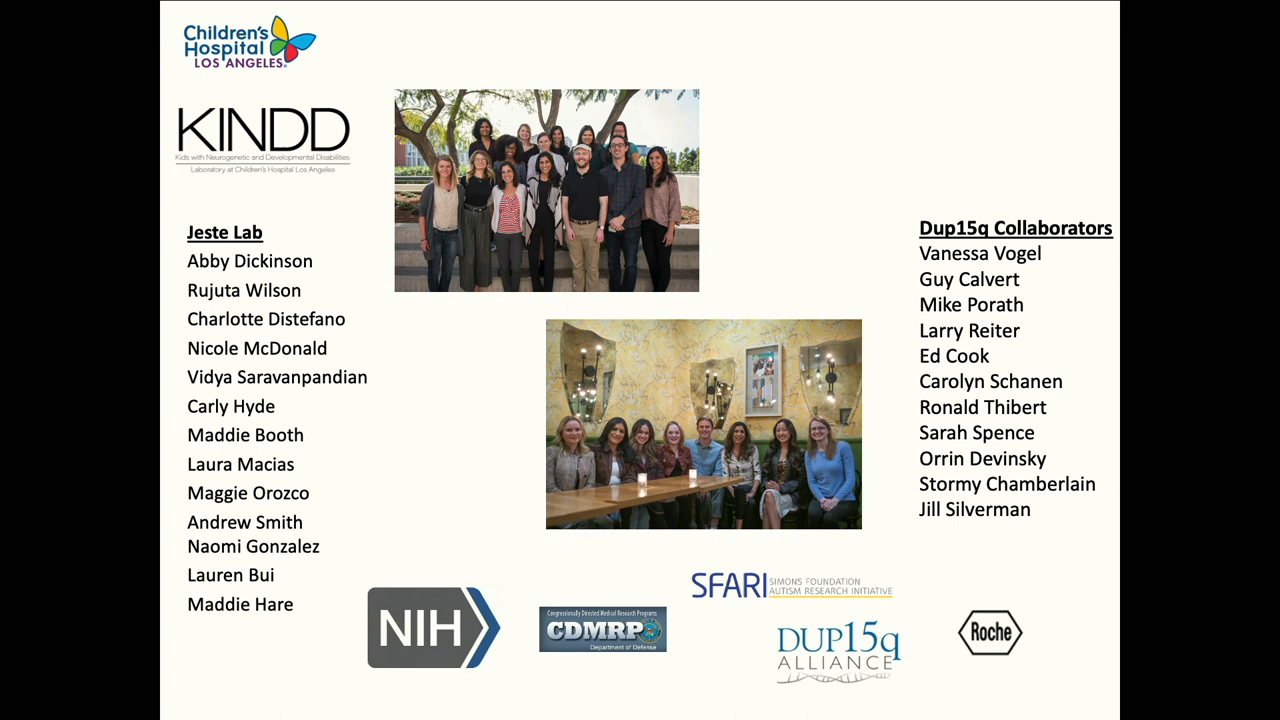 Children's
Hospital
LOS ANGELES
KINDD
Kids with Neurogenetic and Developmental Disabilities
Laboratory at Children's Hospital Los Angeles
Jeste Lab
Abby Dickinson
Rujuta Wilson
Charlotte Distefano
Nicole McDonald
Vidya Saravanpandian
Carly Hyde
Maddie Booth
Laura Macias
Maggie Orozco
Andrew Smith
Naomi Gonzalez
Lauren Bui
Maddie Hare
Dup15q Collaborators
Vanessa Vogel
Guy Calvert
Mike Porath
Larry Reiter
Ed Cook
Carolyn Schanen
Ronald Thibert
Sarah Spence
Orrin Devinsky
Stormy Chamberlain
Jill Silverman
NIH
Congressionally Directed Medical Research Programs
CDMRP
Department of Defense
SFARI
SIMONS FOUNDATION
AUTISM RESEARCH INITIATIVE
DUP15q
ALLIANCE
Roche